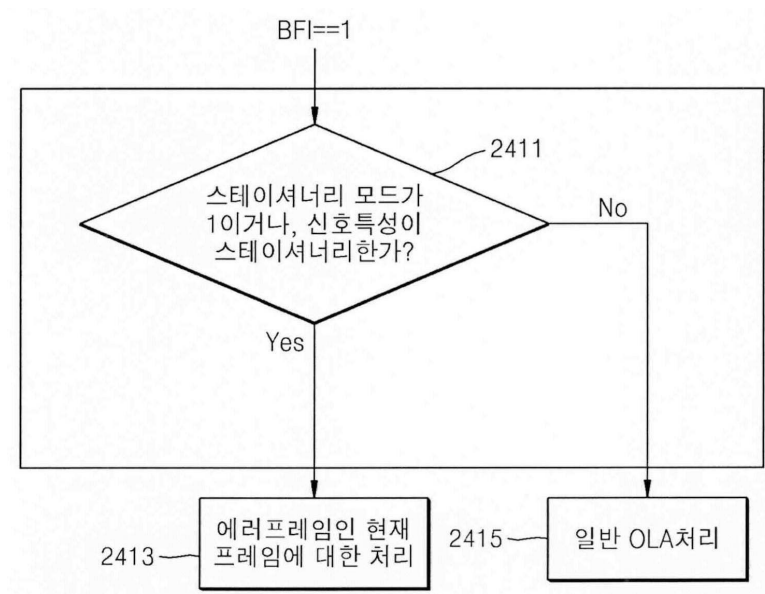 BFI==1
2411
스테이셔너리 모드가
1이거나, 신호특성이
스테이셔너리한가?
No
Yes
에러프레임인 현재
프레임에 대한 처리
2413
2415
일반 OLA처리